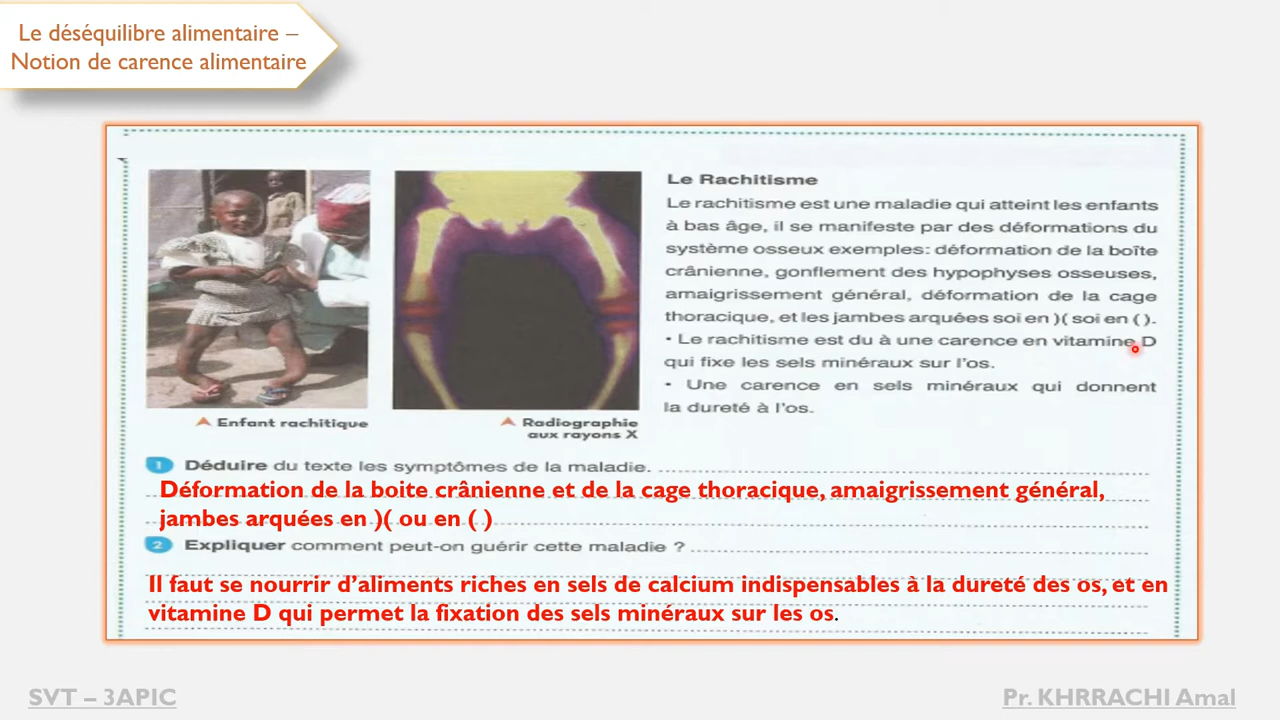 Le déséquilibre alimentaire –
Notion de carence alimentaire
Le Rachitisme
Le rachitisme est une maladie qui atteint les enfants
à bas âge, il se manifeste par des déformations du
système osseux exemples: déformation de la boîte
crânienne, gonflement des hypophyses osseuses,
amaigrissement général, déformation de la cage
thoracique, et les jambes arquées soi en )( soi en ( ).
• Le rachitisme est du à une carence en vitamine D
qui fixe les sels minéraux sur l'os.
• Une carence en sels minéraux qui donnent
la dureté à l'os.
Enfant rachitique
Radiographie
aux rayons X
1 Déduire du texte les symptômes de la maladie.
Déformation de la boite crânienne et de la cage thoracique, amaigrissement général,
jambes arquées en )( ou en ( )
2 Expliquer comment peut-on guérir cette maladie ?
Il faut se nourrir d'aliments riches en sels de calcium indispensables à la dureté des os, et en
vitamine D qui permet la fixation des sels minéraux sur les os.
SVT – 3APIC
Pr. KHRRACHI Amal